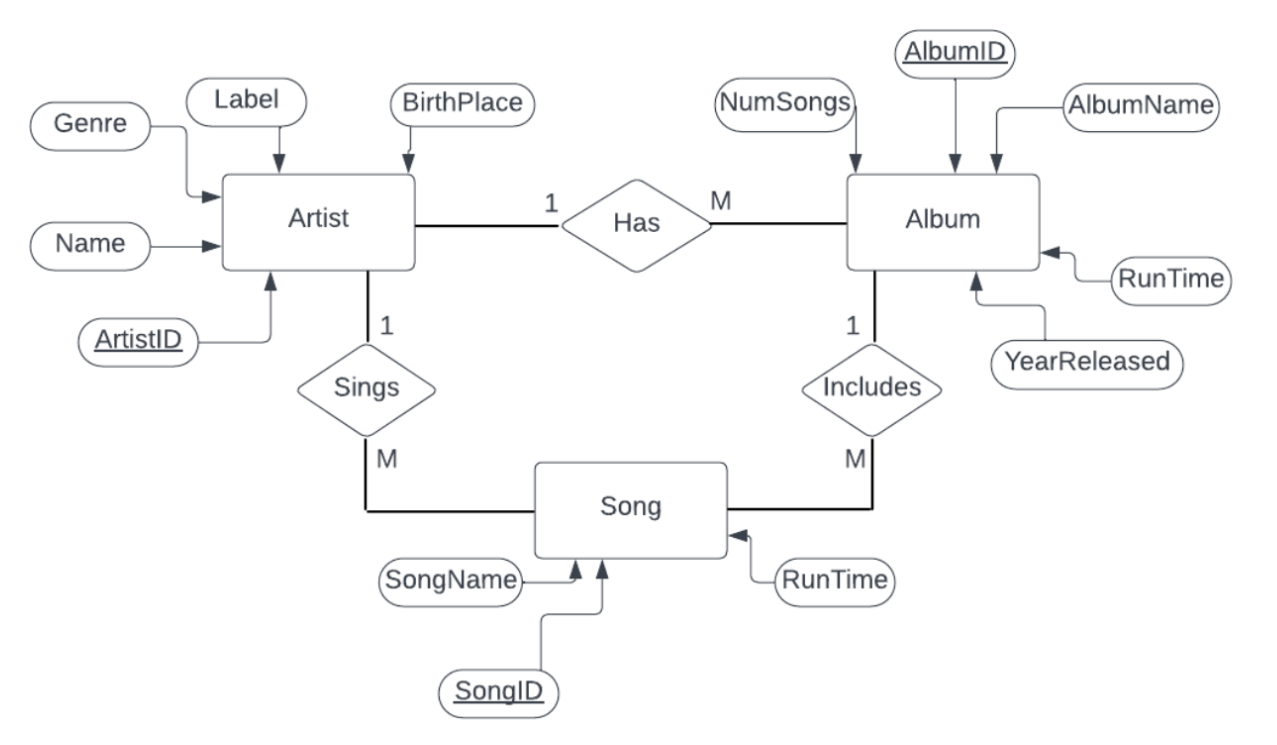 AlbumID
Label
BirthPlace
NumSongs
AlbumName
Genre
1
M
Artist
Has
Album
Name
RunTime
ArtistID
1
1
YearReleased
Sings
Includes
M
M
Song
SongName
RunTime
SongID